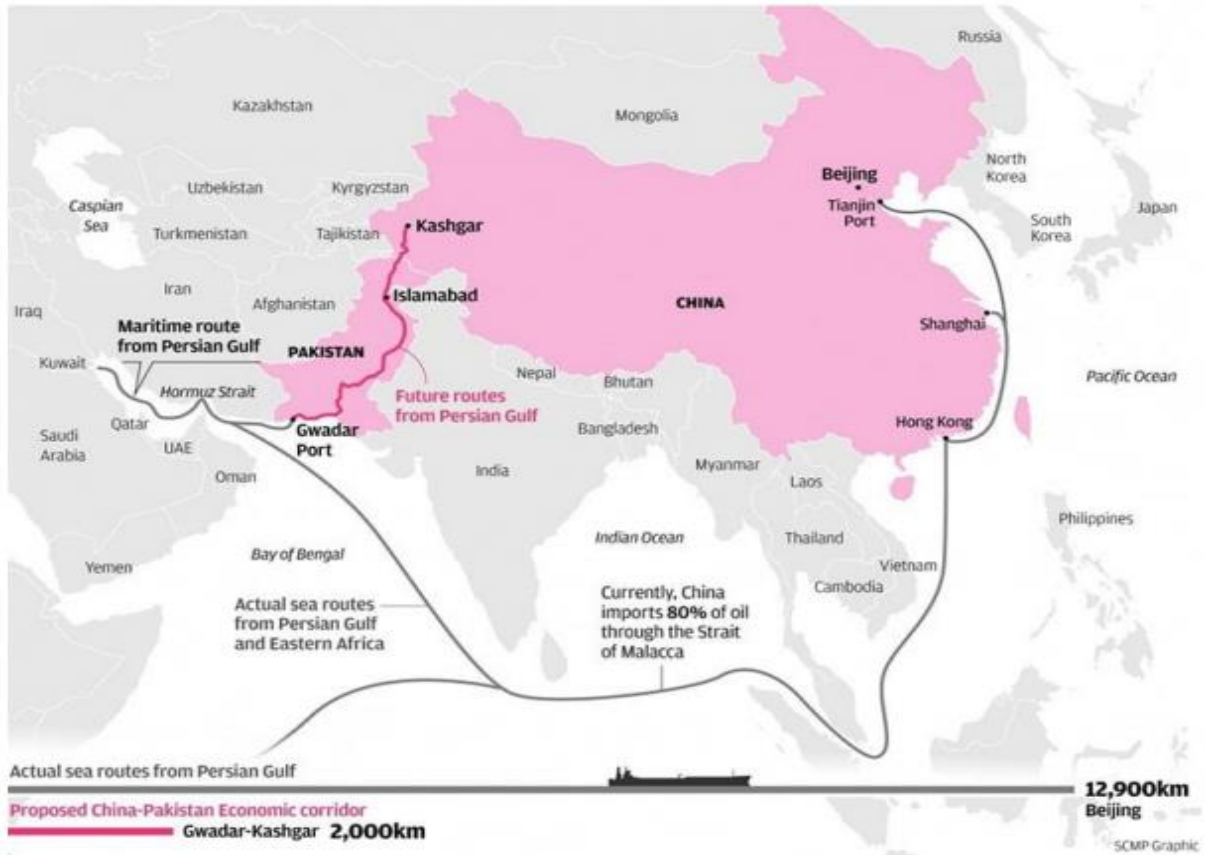 Russia
Kazakhstan
Mongolia
North
Korea
Beijing
Tianjin
Port
Uzbekistan
Kyrgyzstan
Caspian
Sea
Japan
South
Korea
Turkmenistan
Tajikistan
Kashgar
Iran
Afghanistan
Islamabad
CHINA
Iraq
Shanghai
Maritime route
from Persian Gulf
PAKISTAN
Kuwait
Nepal
Bhutan
Pacific Ocean
Hormuz Strait
Future routes
from Persian Gulf
Qatar
Gwadar
Port
Bangladesh
Hong Kong
Saudi
Arabia
UAE
Oman
India
Myanmar
Laos
Philippines
Yemen
Bay of Bengal
Indian Ocean
Thailand
Vietnam
Cambodia
Actual sea routes
from Persian Gulf
and Eastern Africa
Currently, China
imports 80% of oil
through the Strait
of Malacca
Actual sea routes from Persian Gulf
12,900km
Beijing
Proposed China-Pakistan Economic corridor
Gwadar-Kashgar 2,000km
SCMP Graphic